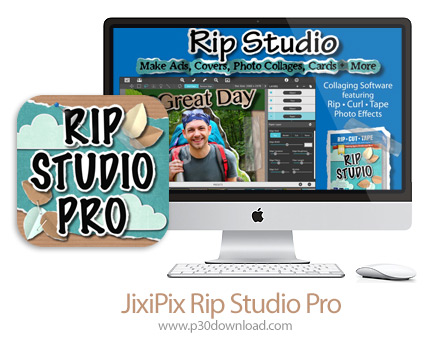 Rip Studio
Make Ads, Covers, Photo Collages, Cards + More
Great Day
Collaging Software
featuring
Rip • Curl • Tape
Photo Effects
RIP • CUT • TAPE
RIP
STUDIO
PRO
RIP
STUDIO
PRO
JixiPix Rip Studio Pro
www.p30download.com